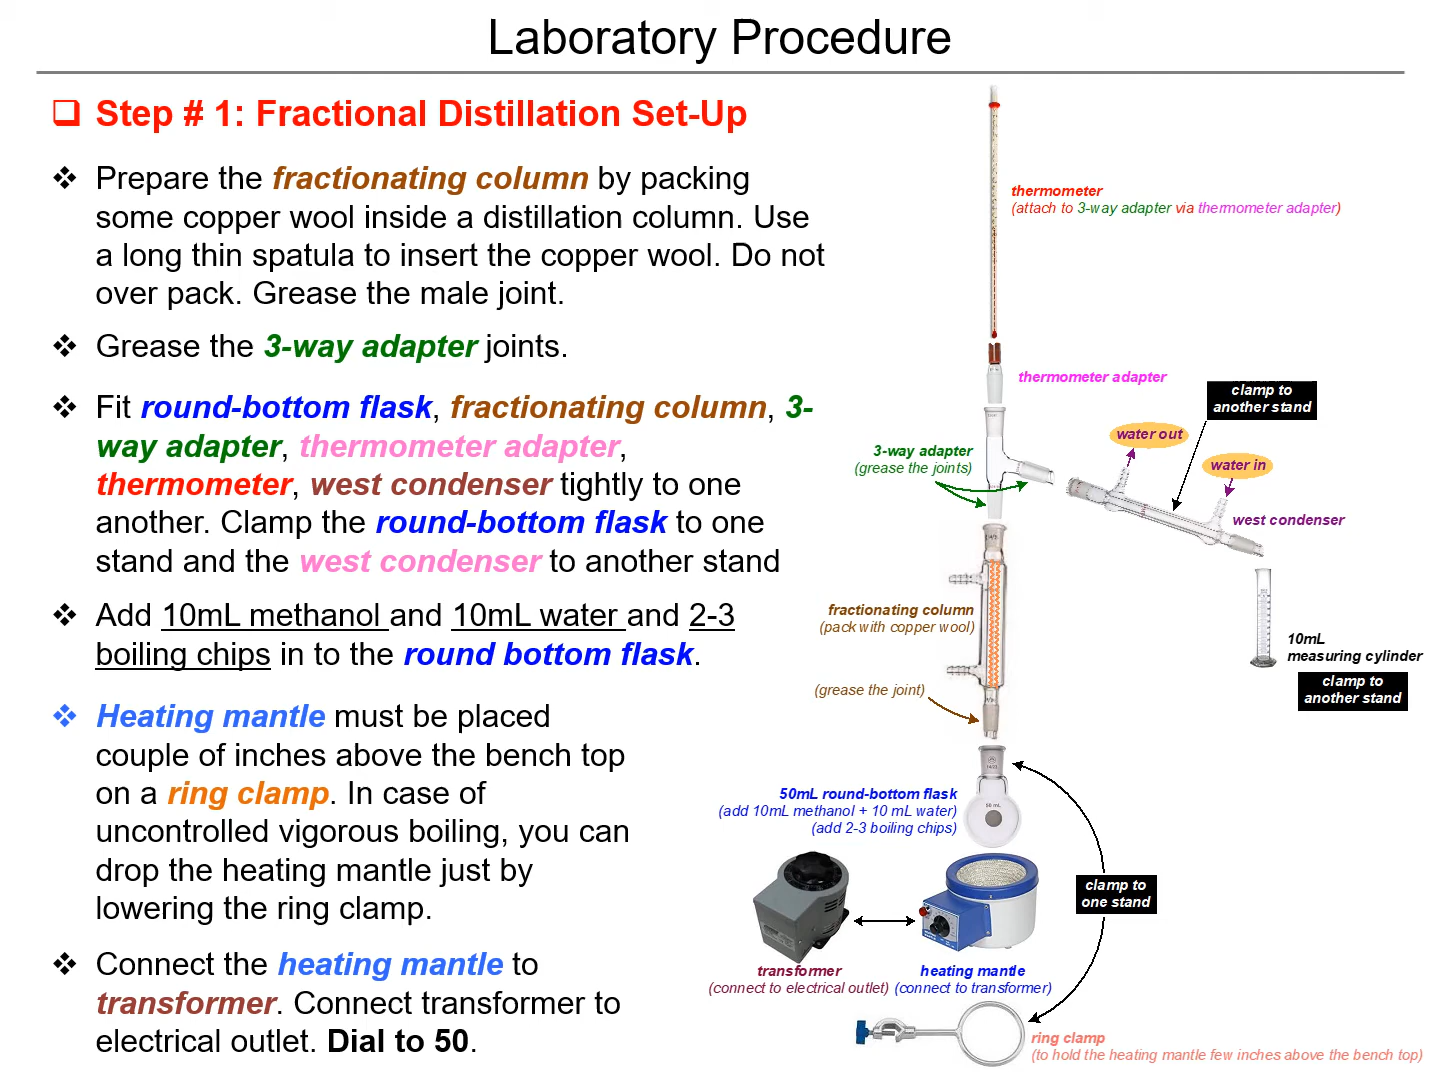 Laboratory Procedure
Step # 1: Fractional Distillation Set-Up
Prepare the fractionating column by packing
some copper wool inside a distillation column. Use
a long thin spatula to insert the copper wool. Do not
over pack. Grease the male joint.
Grease the 3-way adapter joints.
Fit round-bottom flask, fractionating column, 3-
way adapter, thermometer adapter,
thermometer, west condenser tightly to one
another. Clamp the round-bottom flask to one
stand and the west condenser to another stand
Add 10mL methanol and 10mL water and 2-3
boiling chips in to the round bottom flask.
Heating mantle must be placed
couple of inches above the bench top
on a ring clamp. In case of
uncontrolled vigorous boiling, you can
drop the heating mantle just by
lowering the ring clamp.
Connect the heating mantle to
transformer. Connect transformer to
electrical outlet. Dial to 50.
thermometer
(attach to 3-way adapter via thermometer adapter)
thermometer adapter
clamp to
another stand
water out
3-way adapter
(grease the joints)
water in
west condenser
fractionating column
(pack with copper wool)
10mL
measuring cylinder
clamp to
another stand
(grease the joint)
50mL round-bottom flask
(add 10mL methanol + 10 mL water)
(add 2-3 boiling chips)
50 mL
clamp to
one stand
transformer
(connect to electrical outlet)
heating mantle
(connect to transformer)
ring clamp
(to hold the heating mantle few inches above the bench top)